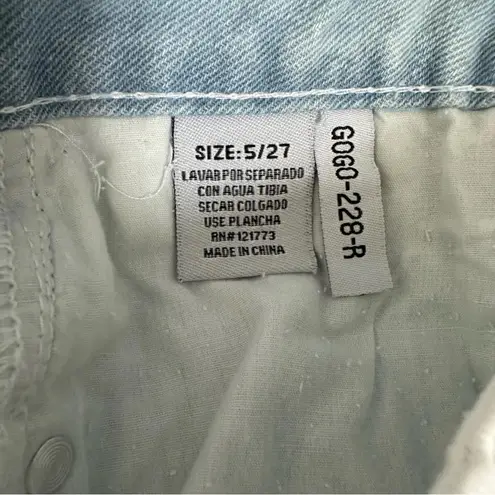 SIZE: 5/27
LAVAR POR SEPARADO
CON AGUA TIBIA
SECAR COLGADO
USE PLANCHA
RN#121773
MADE IN CHINA
GOGO-228-R